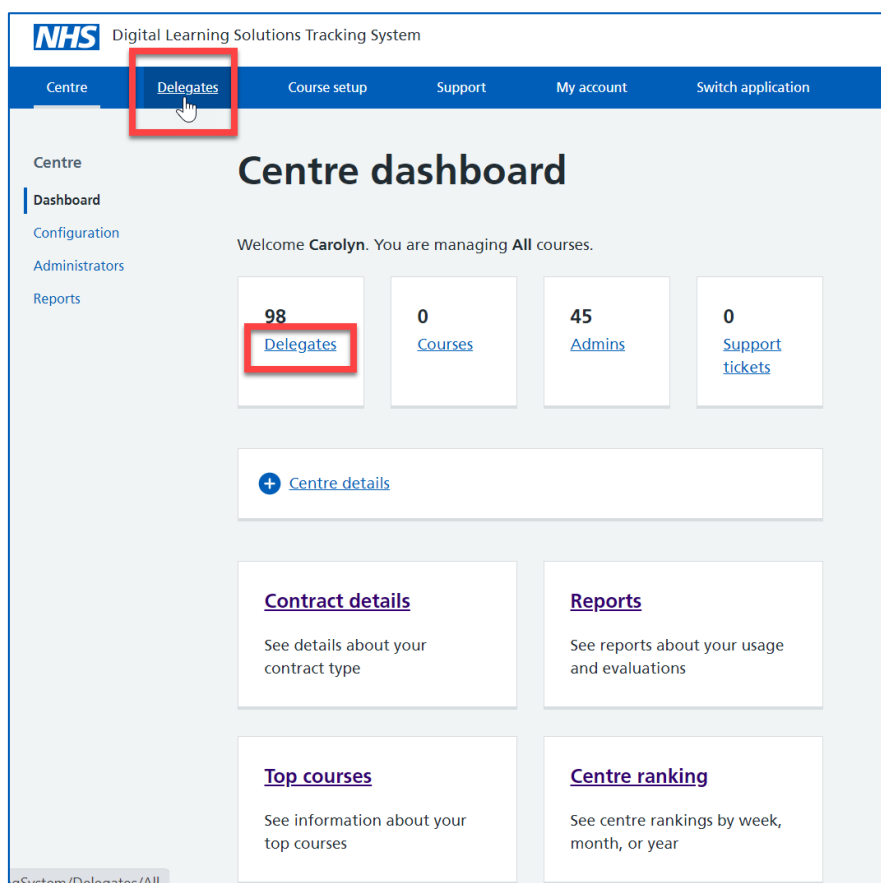 NHS Digital Learning Solutions Tracking System
Centre Delegates Course setup Support My account Switch application
Centre
Dashboard
Configuration
Administrators
Reports
Centre dashboard
Welcome Carolyn. You are managing All courses.
98
Delegates
0
Courses
45
Admins
0
Support
tickets
Centre details
Contract details
See details about your
contract type
Reports
See reports about your usage
and evaluations
Top courses
See information about your
top courses
Centre ranking
See centre rankings by week,
month, or year
gSystem/Delegates/All